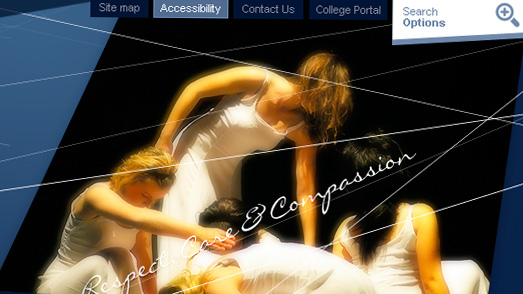 Site map
Accessibility
Contact Us
College Portal
Search
Options
Respect, Care & Compassion